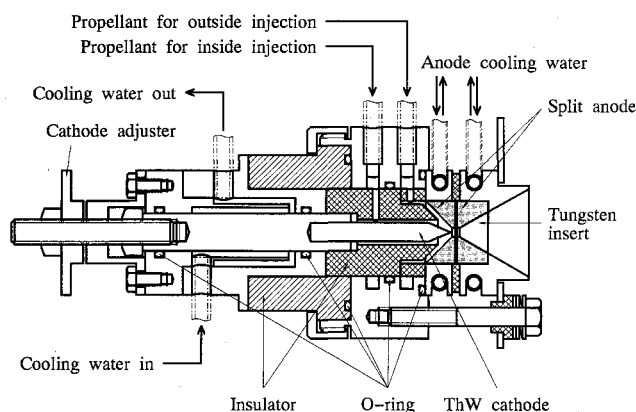 Propellant for outside injection
Propellant for inside injection
Anode cooling water
Cooling water out
Split anode
Cathode adjuster
Tungsten
insert
Cooling water in
Insulator
O-ring
ThW cathode